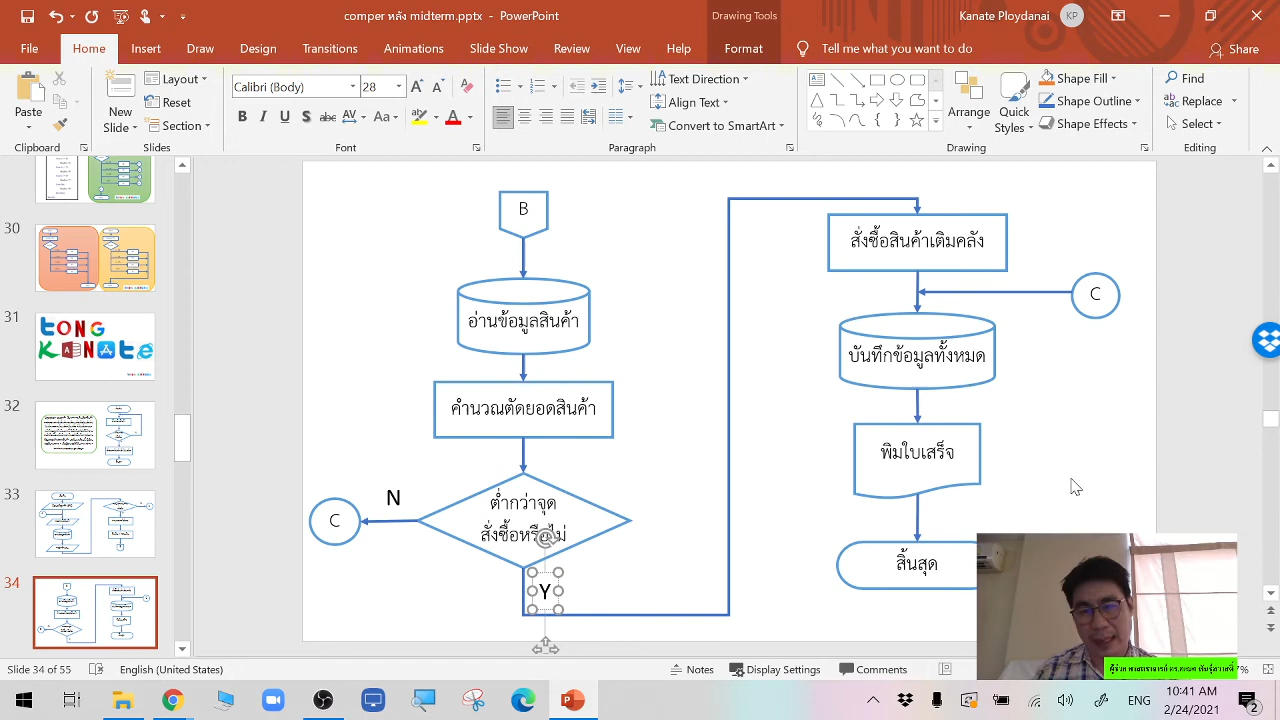 comper หลัง midterm.pptx - PowerPoint
Drawing Tools
Kanate Ploydanai
KP
File
Home
Insert
Draw
Design
Transitions
Animations
Slide Show
Review
View
Help
Format
Tell me what you want to do
Share
Paste
New
Slide
Layout
Reset
Section
Calibri (Body)
28
Text Direction
Align Text
Convert to SmartArt
Arrange
Quick
Styles
Shape Fill
Shape Outline
Shape Effects
Find
Replace
Select
Clipboard
Slides
Font
Paragraph
Drawing
Editing
30
31
TONG
KANATE
32
33
34
B
อ่านข้อมูลสินค้า
คำนวณตัดยอดสินค้า
ต่ำกว่าจุด
สั่งซื้อหรือไม่
N
C
Y
สั่งซื้อสินค้าเติมคลัง
C
บันทึกข้อมูลทั้งหมด
พิมใบเสร็จ
สิ้นสุด
Slide 34 of 55
English (United States)
Notes
Display Settings
Comments
7%
ENG
10:41 AM
2/24/2021
2